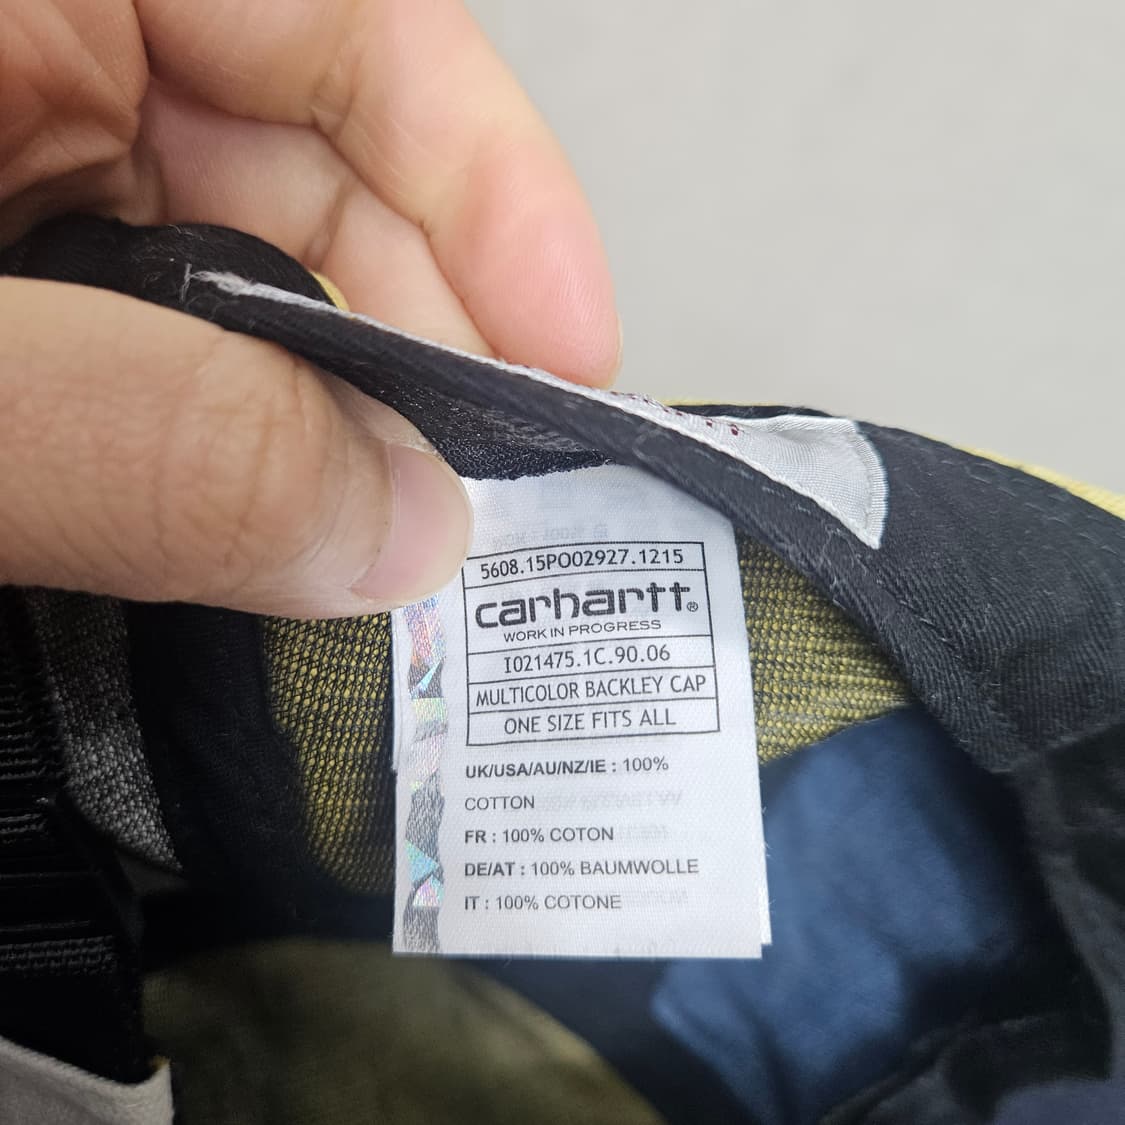 5608.15PO02927.1215
carhartt®
WORK IN PROGRESS
I021475.1C.90.06
MULTICOLOR BACKLEY CAP
ONE SIZE FITS ALL
UK/USA/AU/NZ/IE : 100%
COTTON
FR : 100% COTON
DE/AT : 100% BAUMWOLLE
IT : 100% COTONE